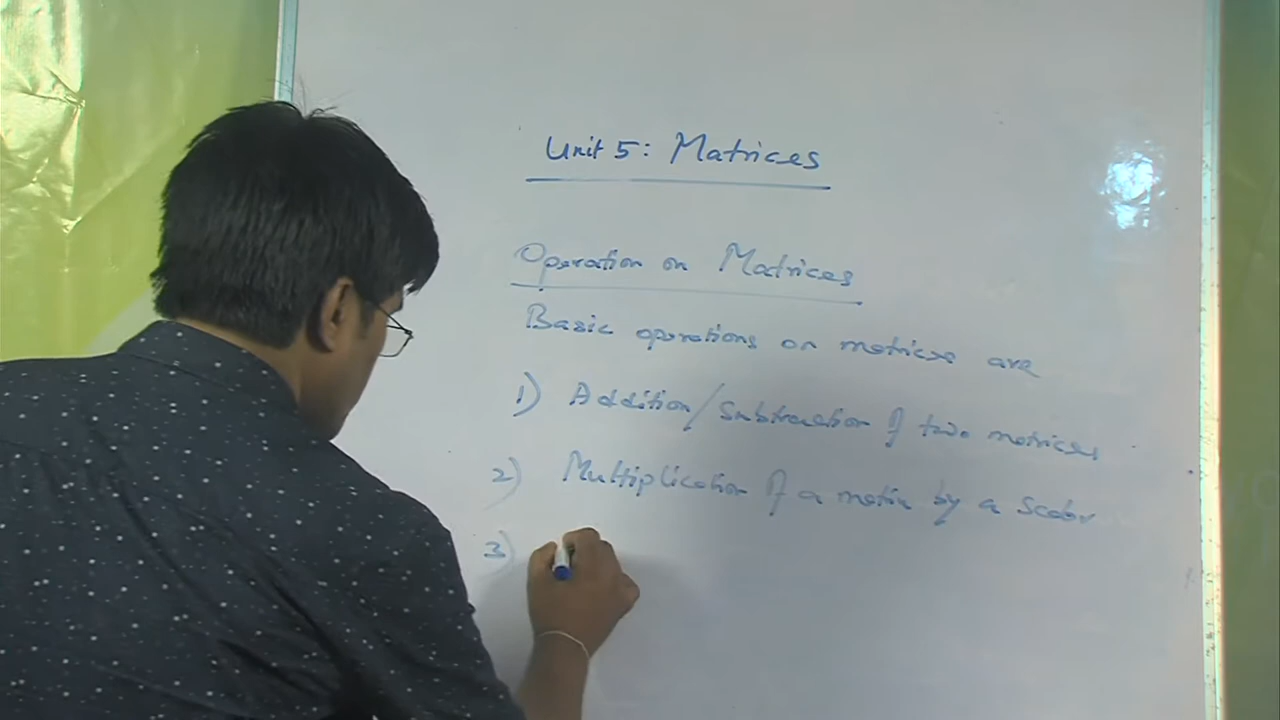 Unit 5: Matrices
Operation on Matrices
Basic operations on matrices are
1) Addition/Subtraction of two matrices
2) Multiplication of a matrix by a Scalar
3)